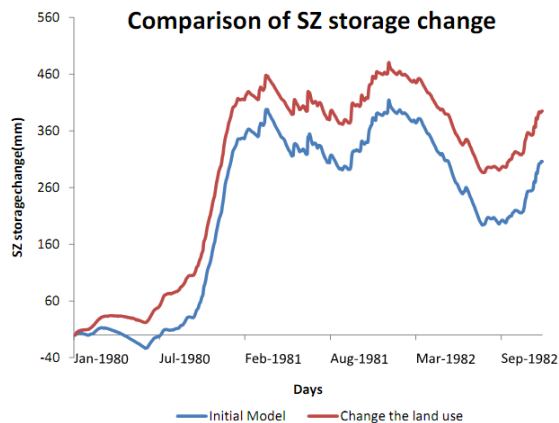 Comparison of SZ storage change
560
460
360
260
160
60
-40
SZ storagechange(mm)
Jan-1980 Jul-1980 Feb-1981 Aug-1981 Mar-1982 Sep-1982
Days
Initial Model Change the land use